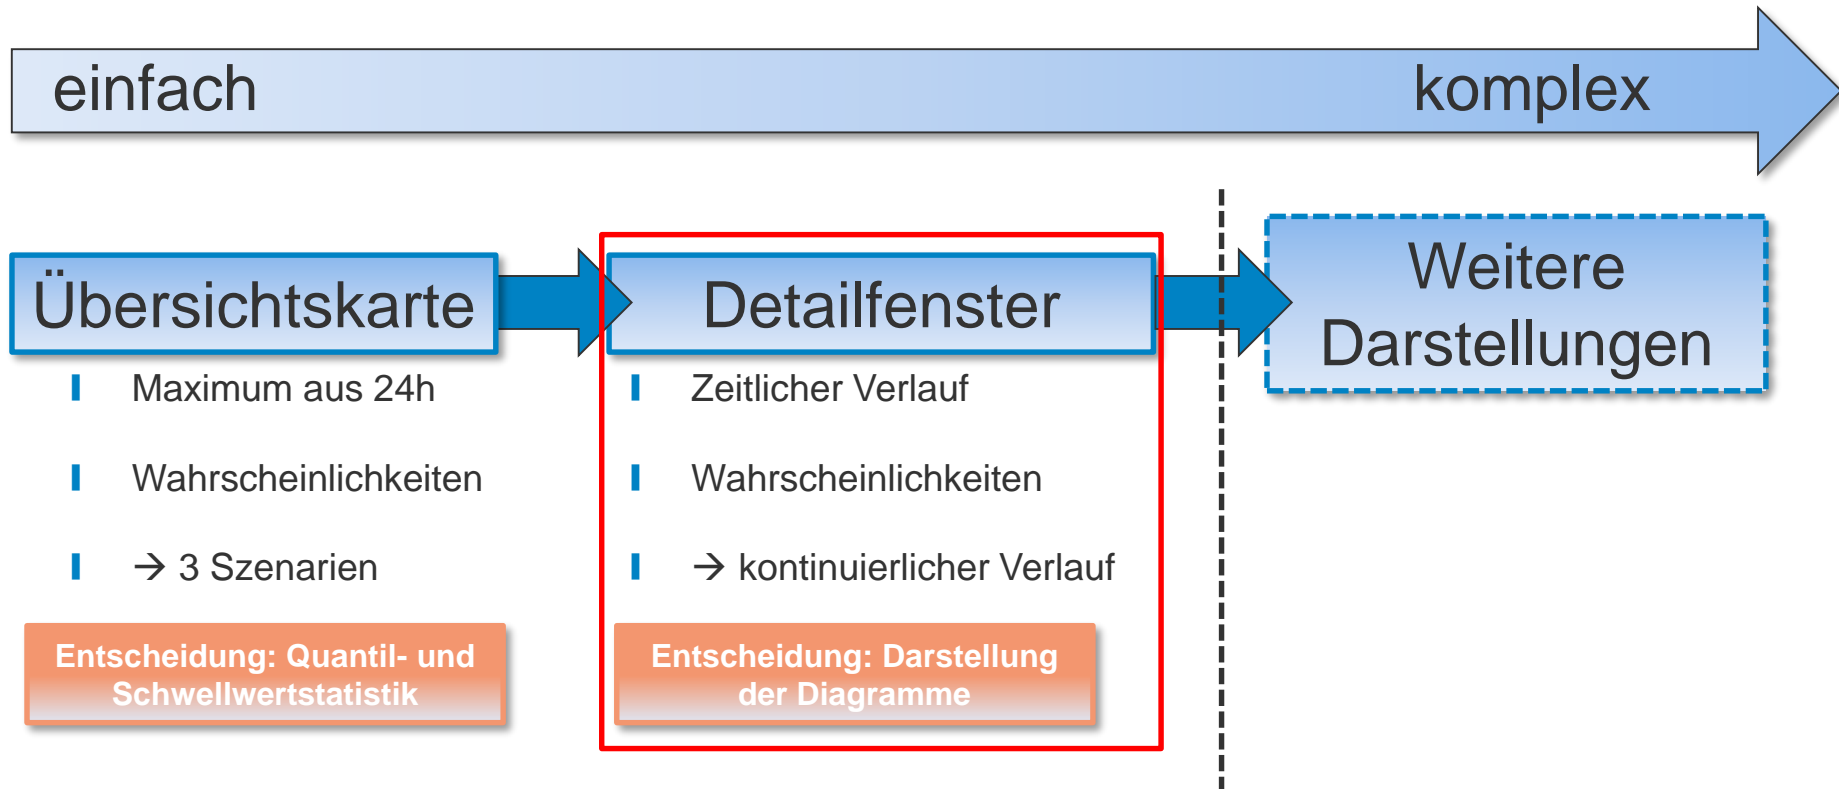 einfach
komplex
Übersichtskarte
Maximum aus 24h
Wahrscheinlichkeiten
→ 3 Szenarien
Entscheidung: Quantil- und
Schwellwertstatistik
Detailfenster
Zeitlicher Verlauf
Wahrscheinlichkeiten
→ kontinuierlicher Verlauf
Entscheidung: Darstellung
der Diagramme
Weitere
Darstellungen